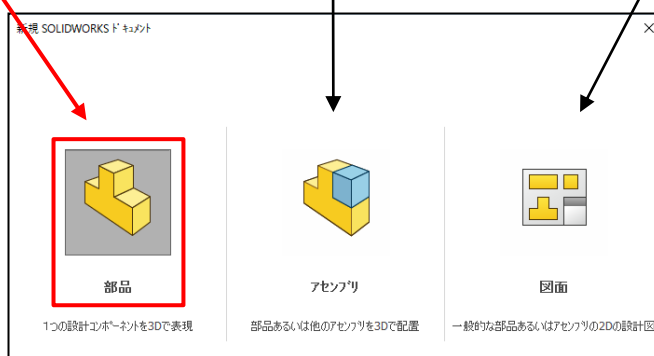 新規 SOLIDWORKS ﾄﾞｷｭﾒﾝﾄ
部品
ｱｾﾝﾌﾞﾘ
図面
1つの設計ｺﾝﾎﾟｰﾈﾝﾄを3Dで表現
部品あるいは他のｱｾﾝﾌﾞﾘを3Dで配置
一般的な部品あるいはｱｾﾝﾌﾞﾘの2Dの設計図